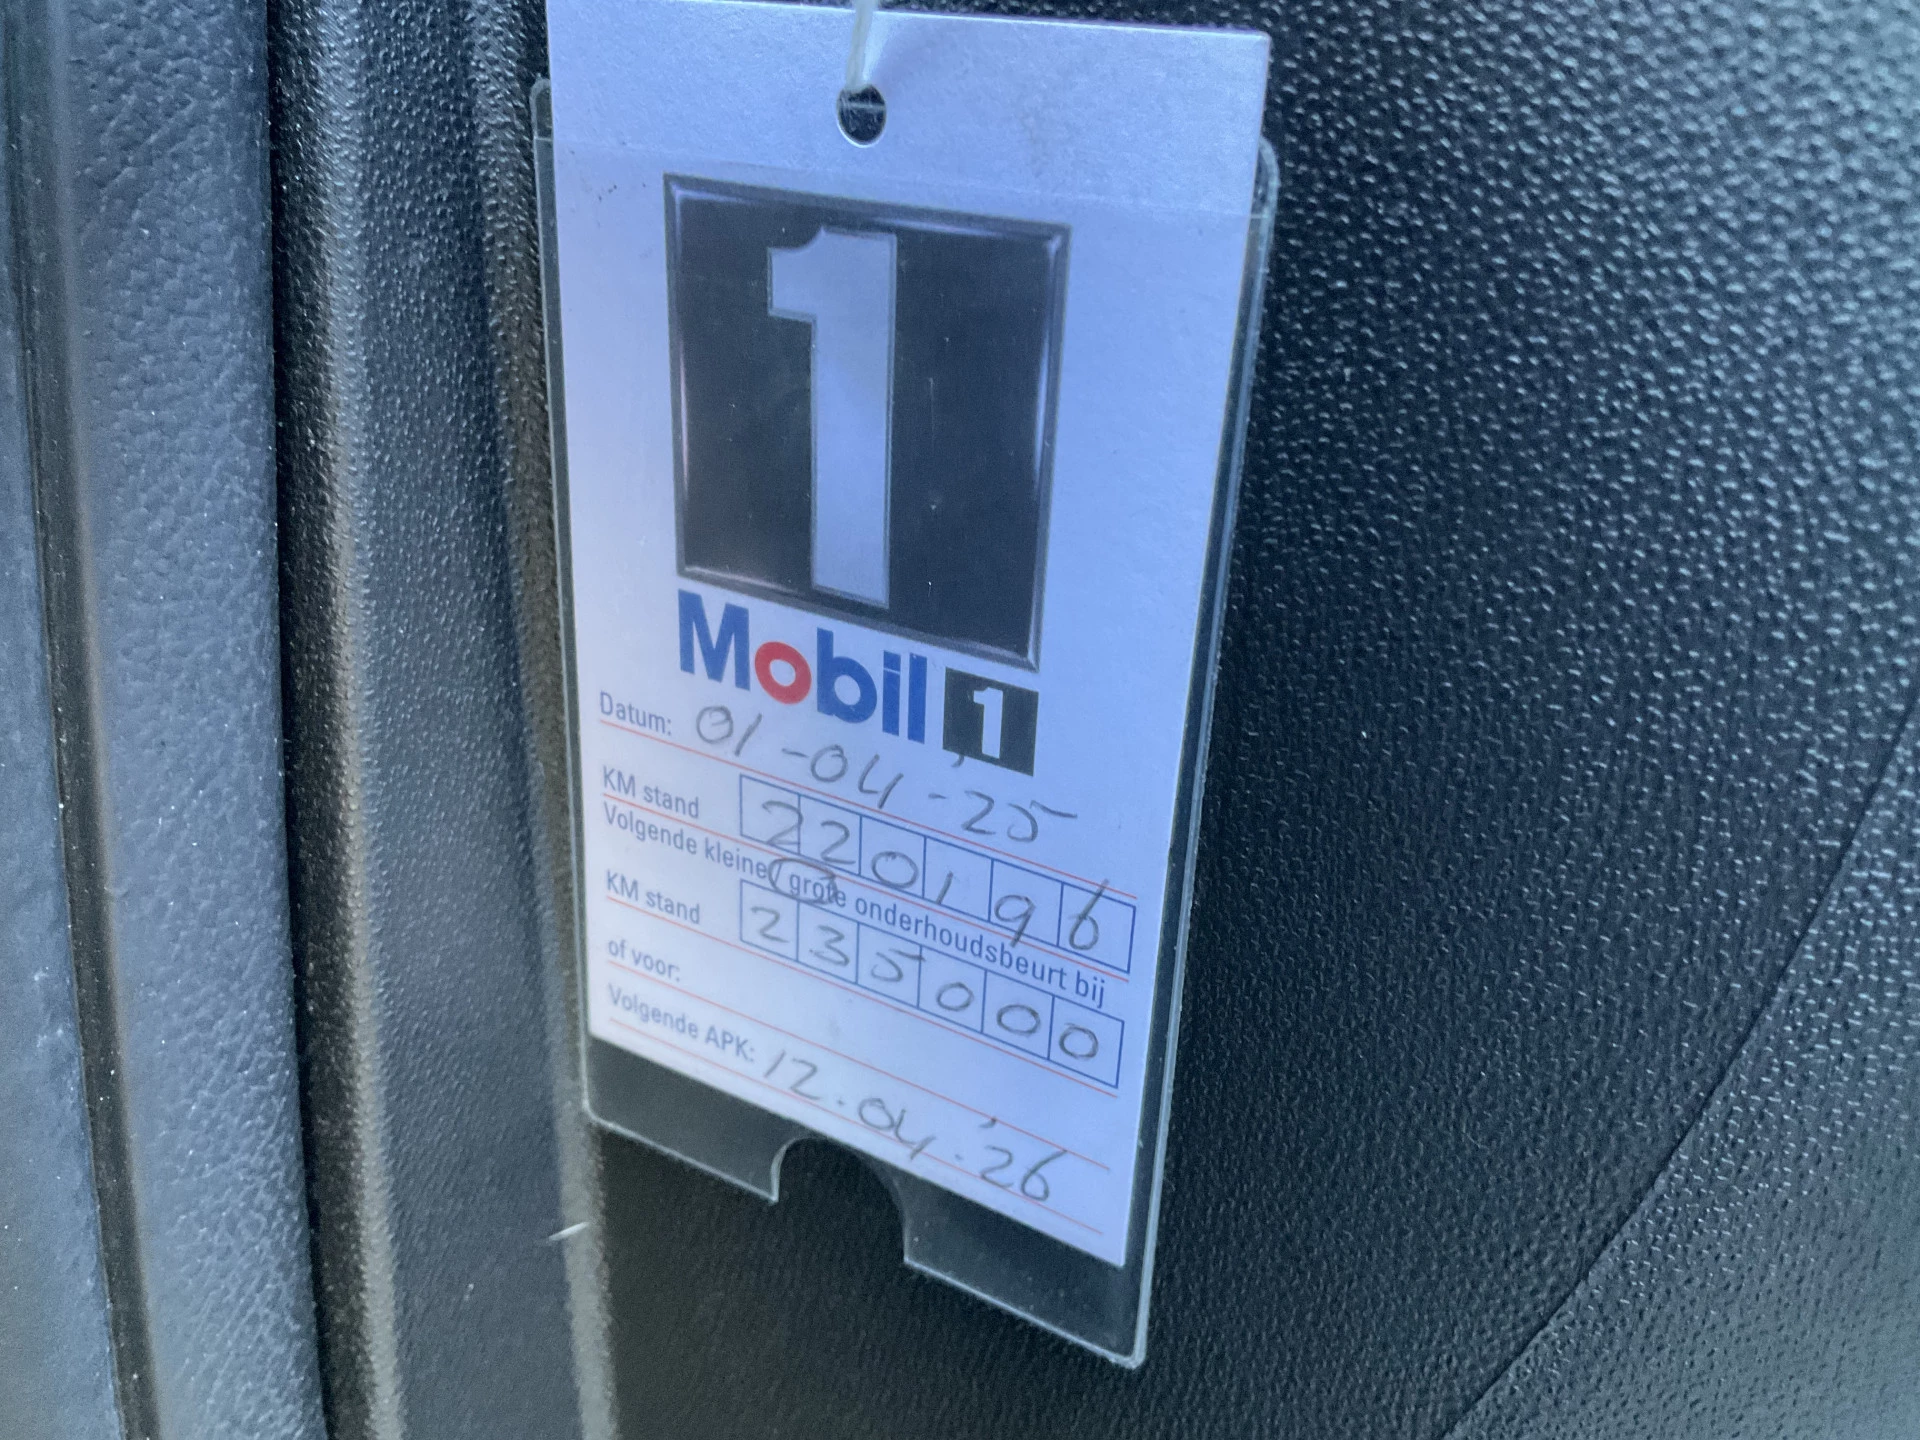 1
Mobil 1
Datum: 01-04-'25
KM stand 220196
Volgende kleine / grote onderhoudsbeurt bij
KM stand 235000
of voor:
Volgende APK: 12.04.'26